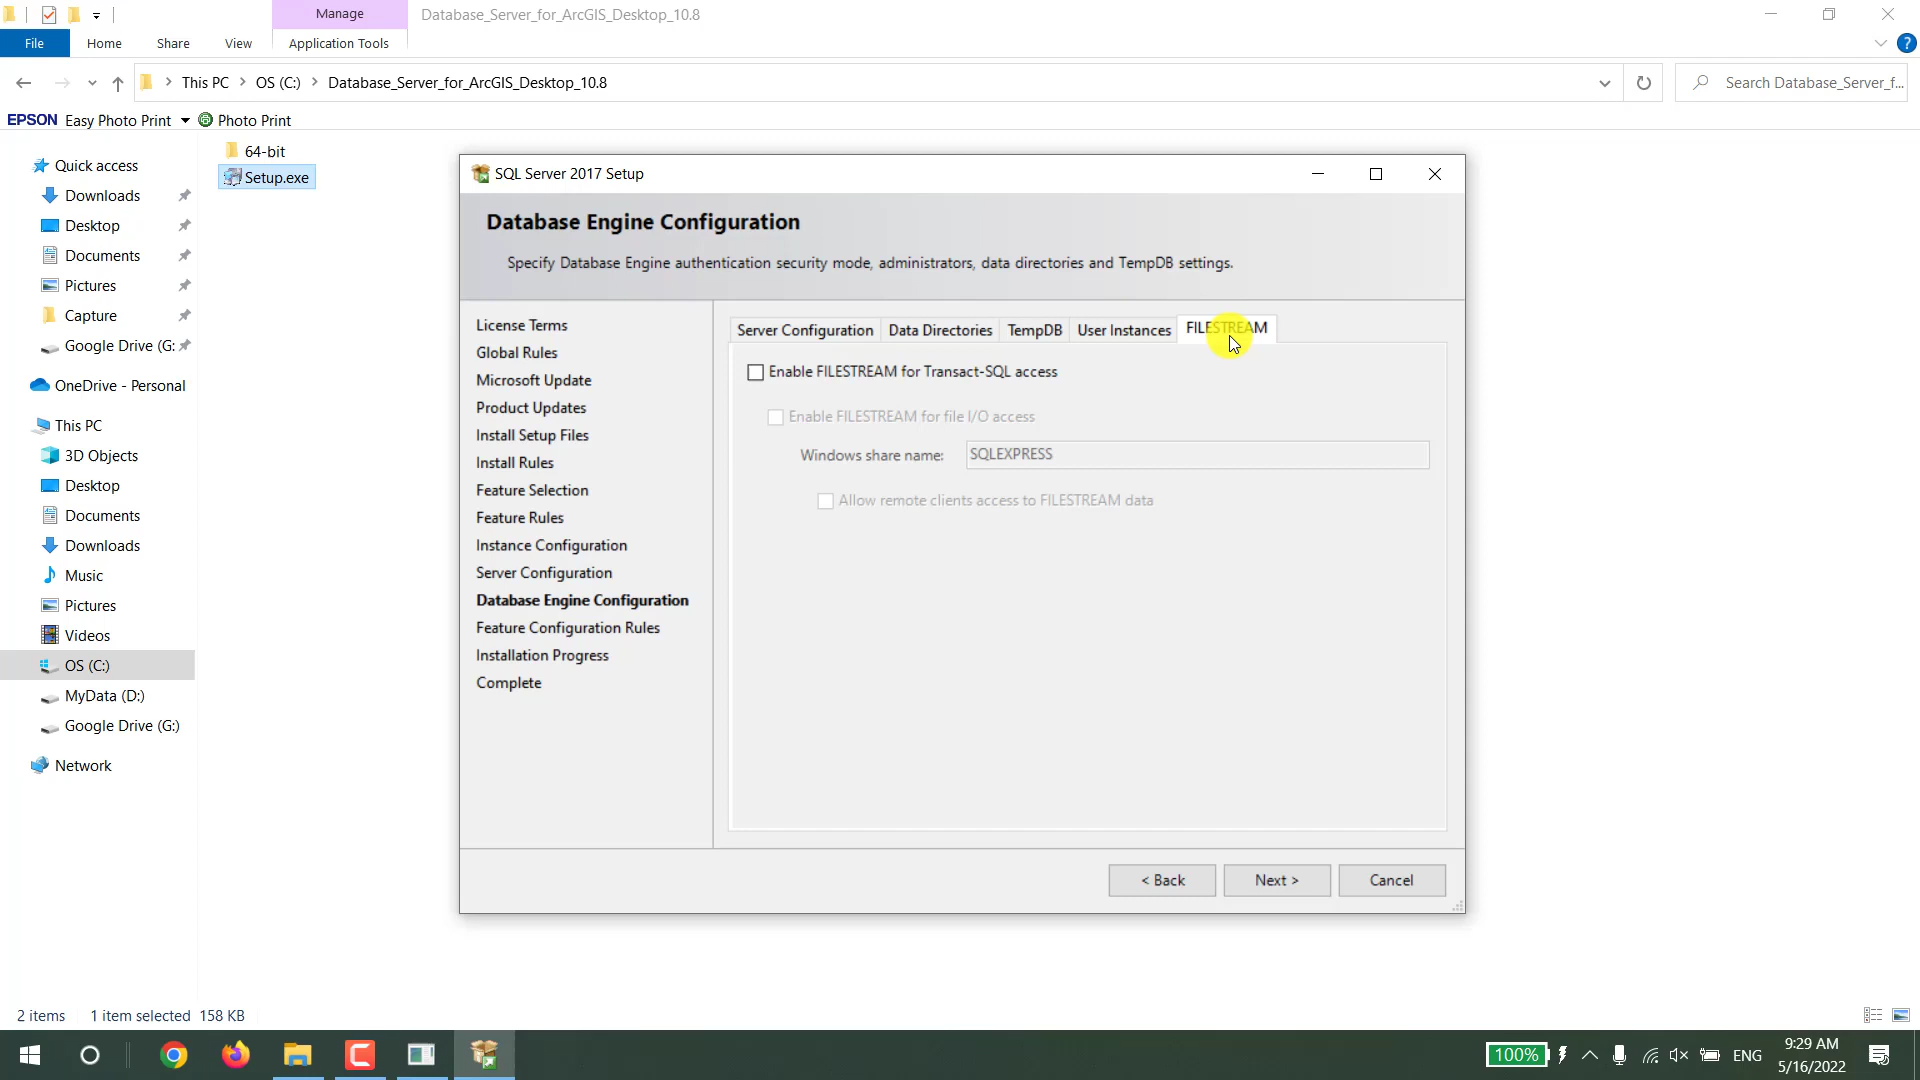 Manage
Database_Server_for_ArcGIS_Desktop_10.8
File
Home
Share
View
Application Tools
?
This PC
OS (C:)
Database_Server_for_ArcGIS_Desktop_10.8
Search Database_Server_f...
EPSON Easy Photo Print
Photo Print
Quick access
Downloads
Desktop
Documents
Pictures
Capture
Google Drive (G:
OneDrive - Personal
This PC
3D Objects
Desktop
Documents
Downloads
Music
Pictures
Videos
OS (C:)
MyData (D:)
Google Drive (G:)
Network
64-bit
Setup.exe
SQL Server 2017 Setup
Database Engine Configuration
Specify Database Engine authentication security mode, administrators, data directories and TempDB settings.
License Terms
Global Rules
Microsoft Update
Product Updates
Install Setup Files
Install Rules
Feature Selection
Feature Rules
Instance Configuration
Server Configuration
Database Engine Configuration
Feature Configuration Rules
Installation Progress
Complete
Server Configuration
Data Directories
TempDB
User Instances
FILESTREAM
Enable FILESTREAM for Transact-SQL access
Enable FILESTREAM for file I/O access
Windows share name:
SQLEXPRESS
Allow remote clients access to FILESTREAM data
< Back
Next >
Cancel
2 items
1 item selected 158 KB
100%
ENG
9:29 AM
5/16/2022